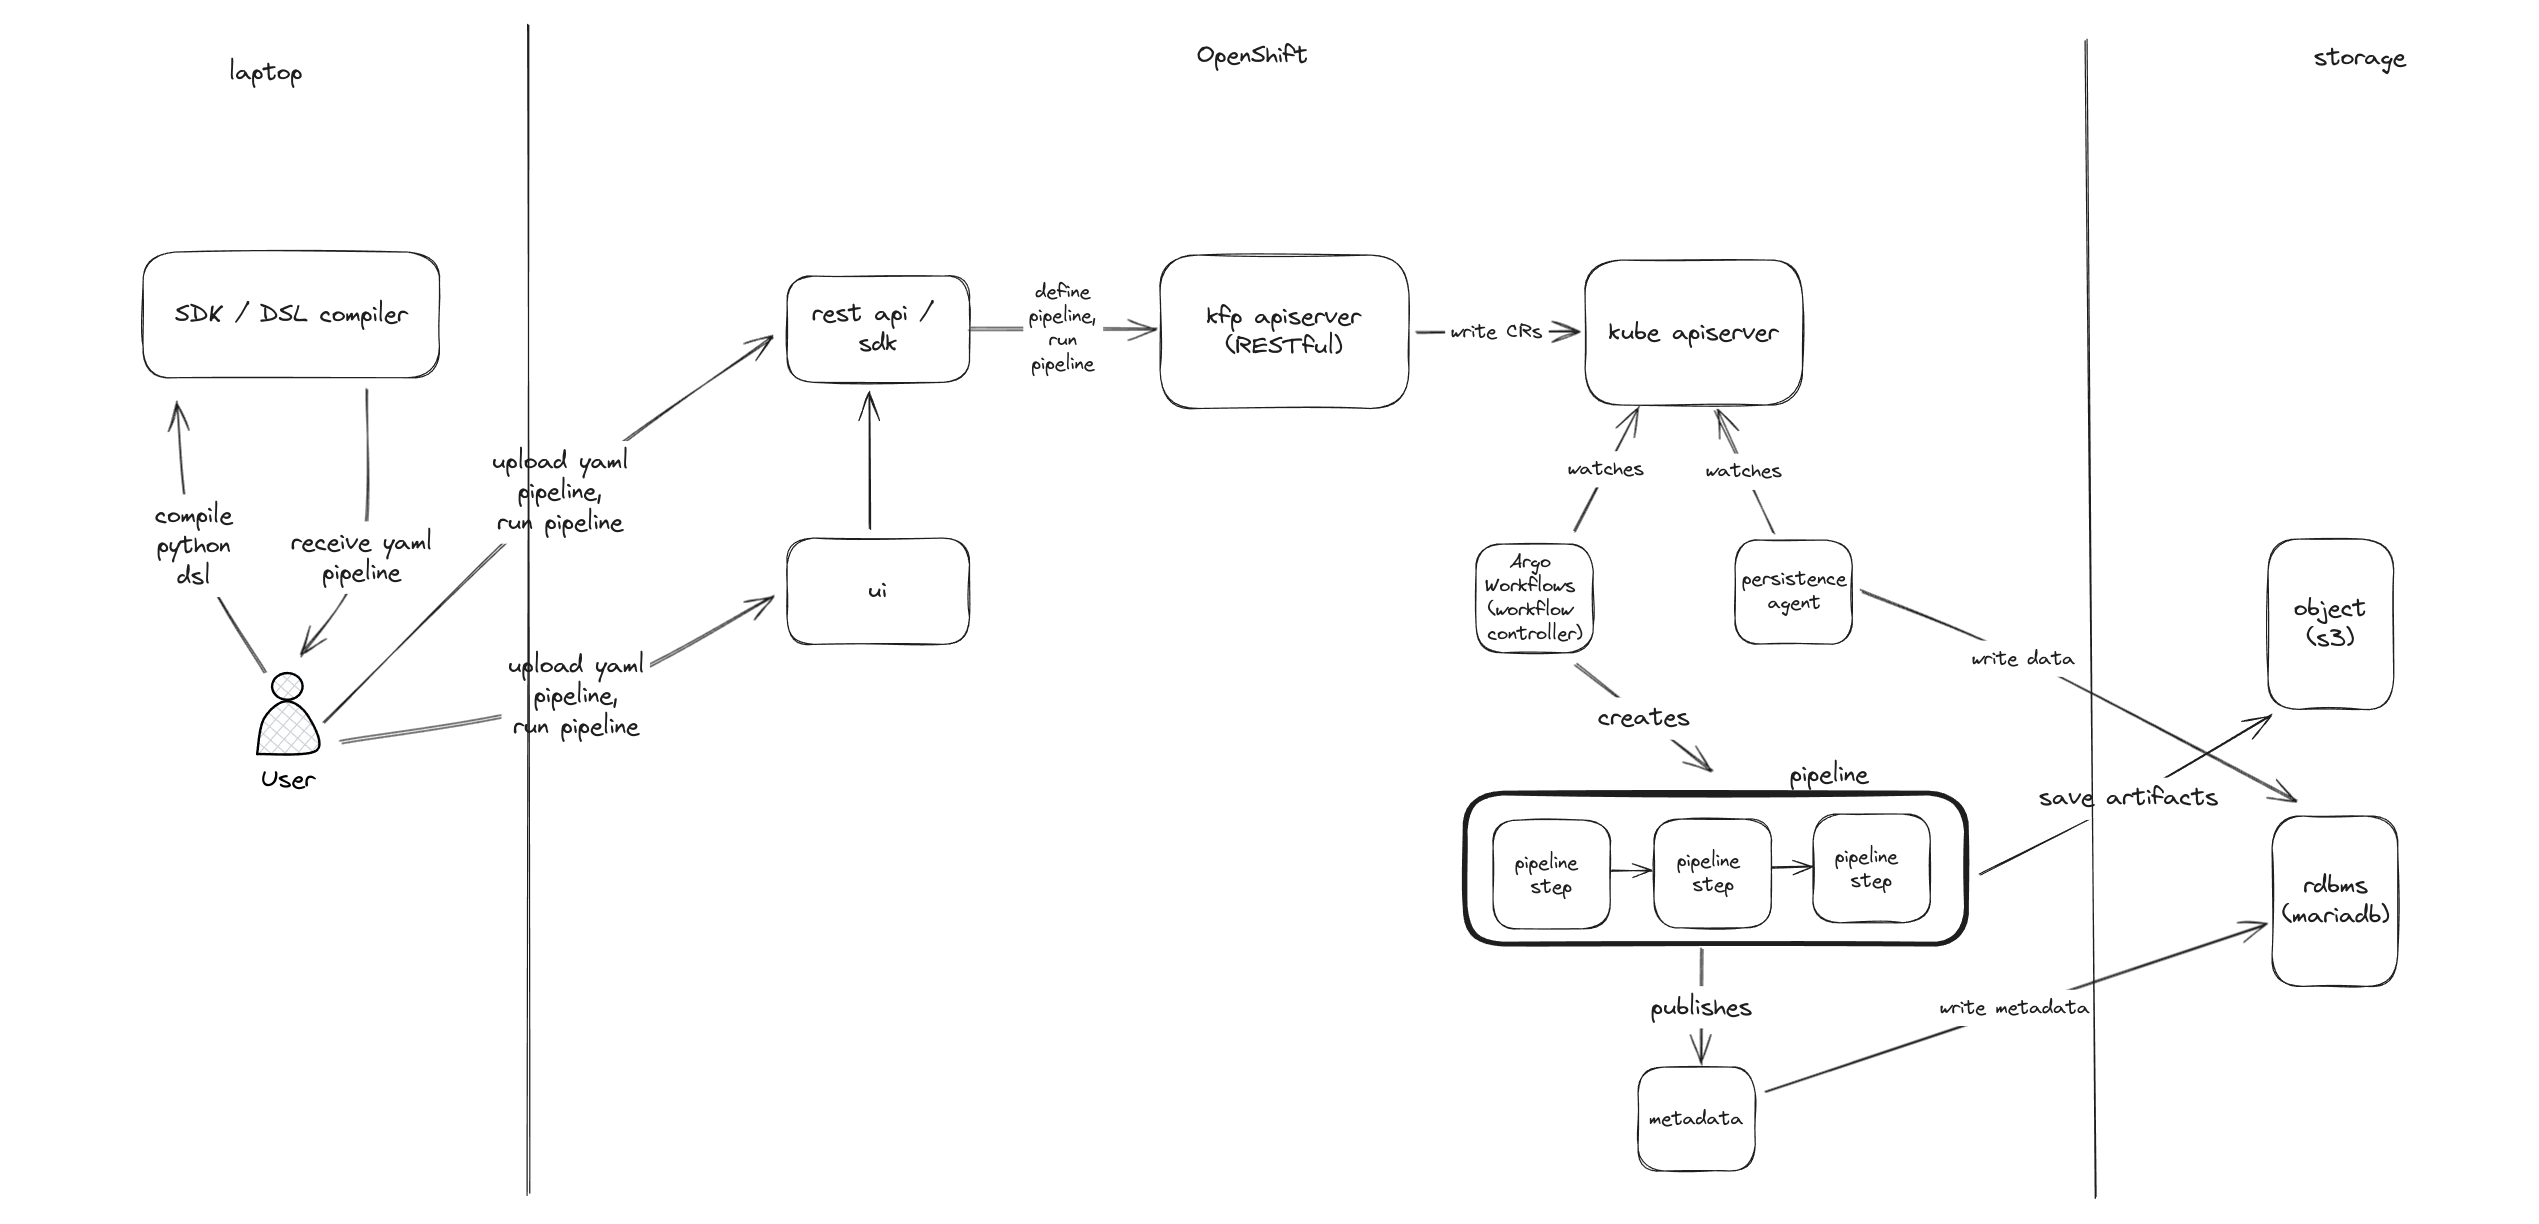 laptop
OpenShift
storage
SDK / DSL compiler
compile
python
dsl
receive yaml
pipeline
User
upload yaml
pipeline,
run pipeline
upload yaml
pipeline,
run pipeline
rest api /
sdk
ui
define
pipeline,
run
pipeline
kfp apiserver
(RESTful)
write CRs
kube apiserver
watches
watches
Argo
Workflows
(workflow
controller)
persistence
agent
write data
creates
pipeline
pipeline
step
pipeline
step
pipeline
step
save artifacts
publishes
metadata
write metadata
object
(s3)
rdbms
(mariadb)